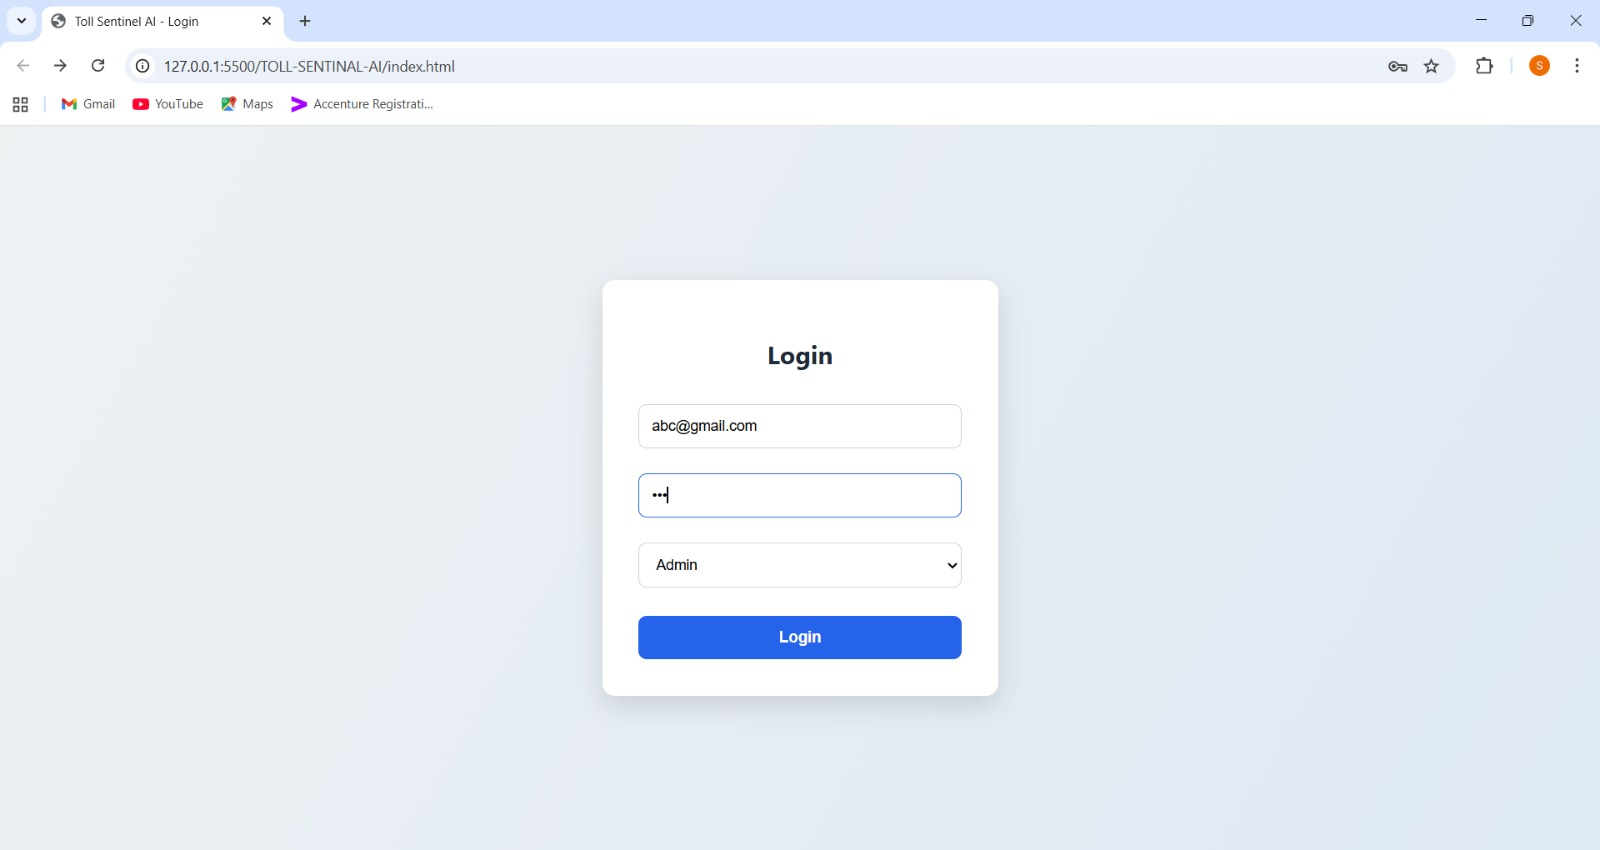 Toll Sentinel AI - Login
127.0.0.1:5500/TOLL-SENTINAL-AI/index.html
S
Gmail
YouTube
Maps
Accenture Registrati...
Login
abc@gmail.com
•••
Admin
Login